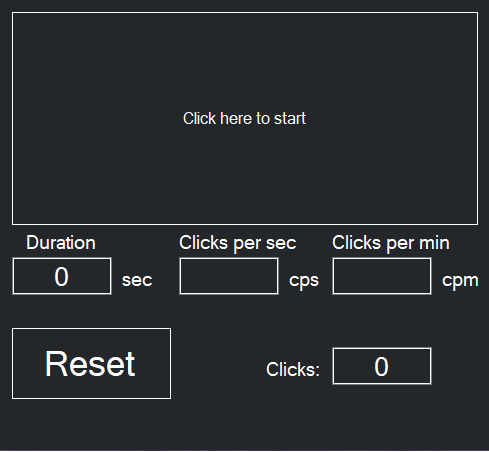 Click here to start
Duration Clicks per sec Clicks per min
0 sec cps cpm
Reset Clicks: 0